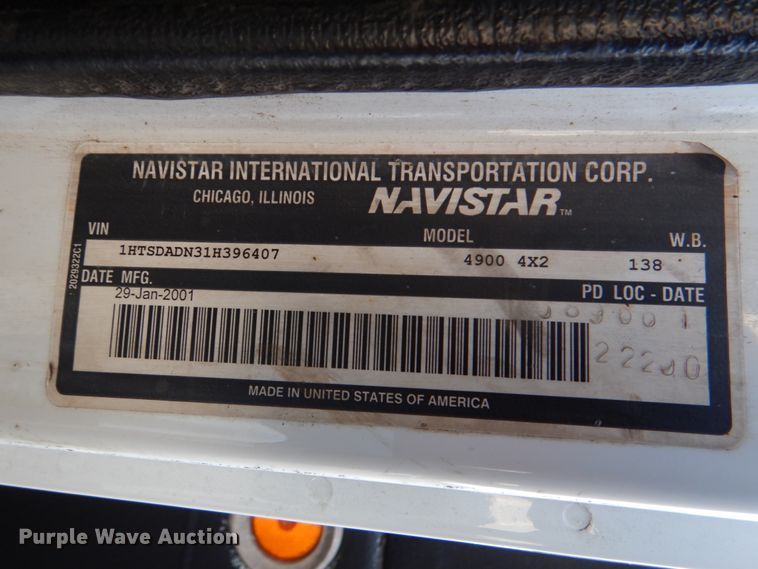 NAVISTAR INTERNATIONAL TRANSPORTATION CORP.
CHICAGO, ILLINOIS NAVISTAR™
VIN MODEL W.B.
1HTSDADN31H396407 4900 4X2 138
2029322C1
DATE MFG. PD LOC - DATE
29-Jan-2001
MADE IN UNITED STATES OF AMERICA
Purple Wave Auction